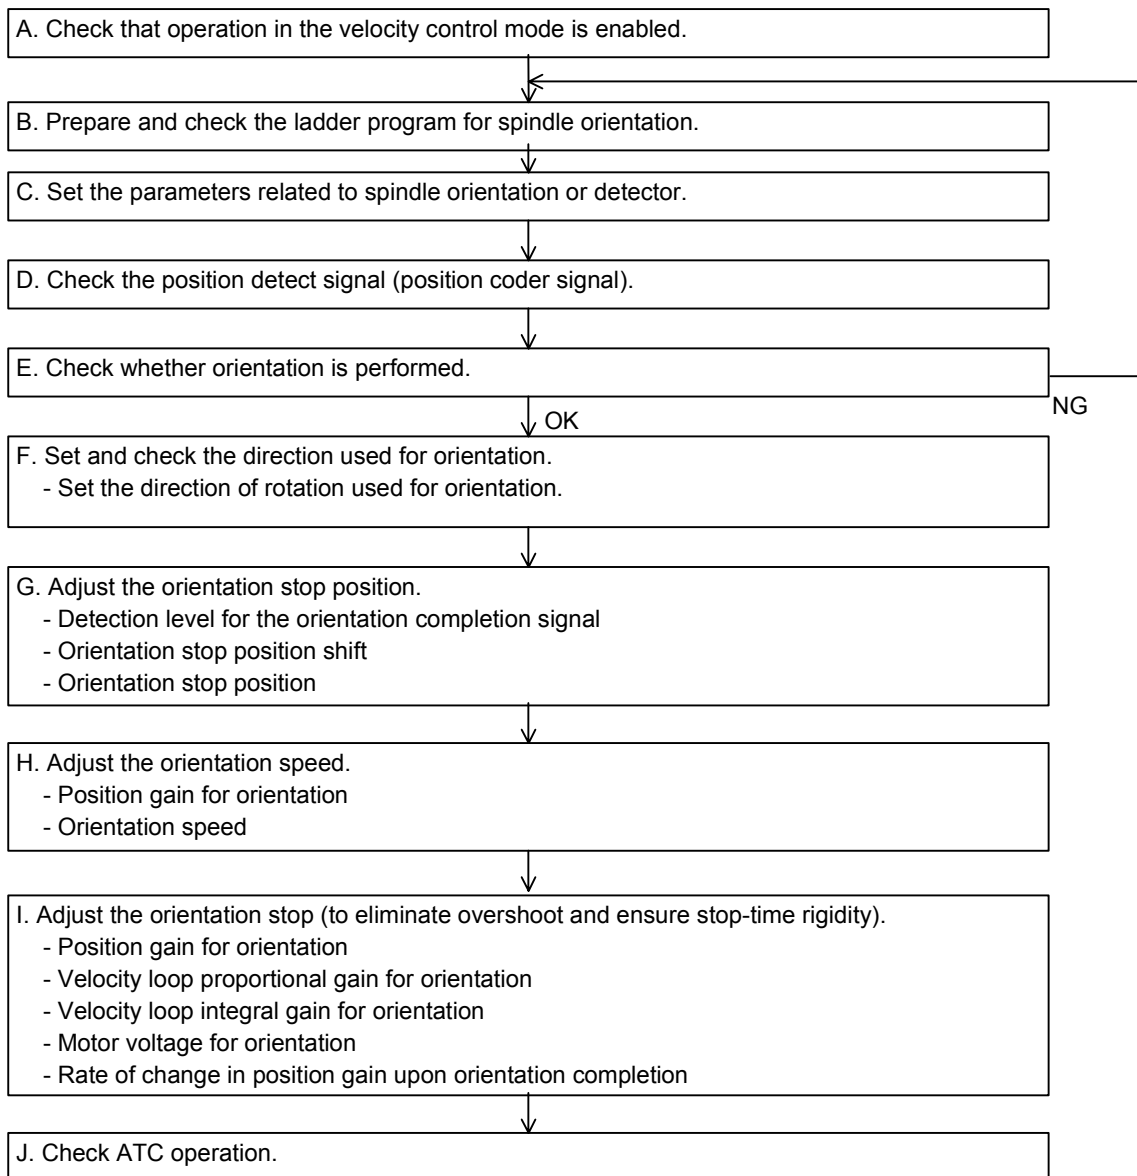 A. Check that operation in the velocity control mode is enabled.
B. Prepare and check the ladder program for spindle orientation.
C. Set the parameters related to spindle orientation or detector.
D. Check the position detect signal (position coder signal).
E. Check whether orientation is performed.
NG
OK
F. Set and check the direction used for orientation.
- Set the direction of rotation used for orientation.
G. Adjust the orientation stop position.
- Detection level for the orientation completion signal
- Orientation stop position shift
- Orientation stop position
H. Adjust the orientation speed.
- Position gain for orientation
- Orientation speed
I. Adjust the orientation stop (to eliminate overshoot and ensure stop-time rigidity).
- Position gain for orientation
- Velocity loop proportional gain for orientation
- Velocity loop integral gain for orientation
- Motor voltage for orientation
- Rate of change in position gain upon orientation completion
J. Check ATC operation.